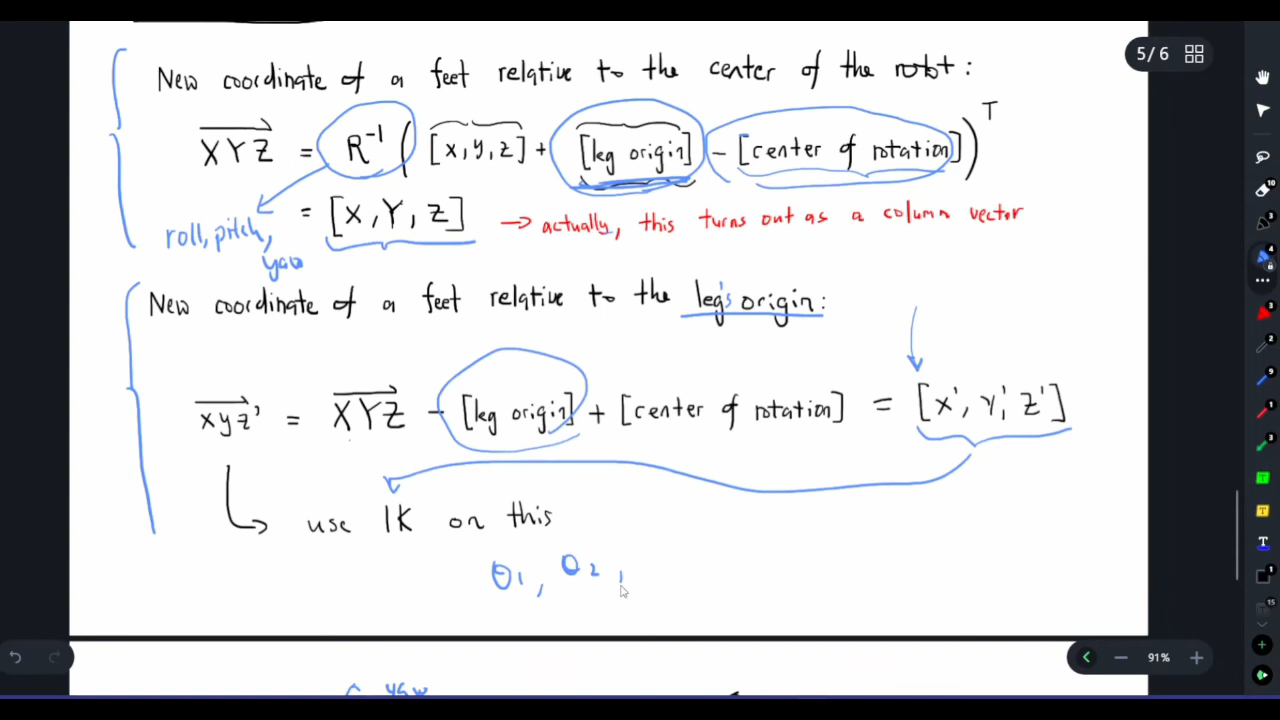 5 / 6
New coordinate of a feet relative to the center of the robot :
XYZ = R⁻¹ ( [x, y, z] + [leg origin] - [center of rotation] )ᵀ
= [X, Y, Z] → actually, this turns out as a column vector
roll, pitch,
yaw
New coordinate of a feet relative to the leg's origin :
xyz' = XYZ - [leg origin] + [center of rotation] = [x', y', z']
use IK on this
θ1, θ2,
91%
yaw